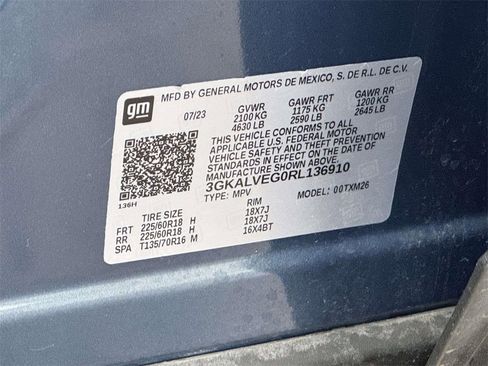 gm
MFD BY GENERAL MOTORS DE MEXICO, S. DE R.L. DE C.V.
07/23 GVWR GAWR FRT GAWR RR
2100 KG 1175 KG 1200 KG
4630 LB 2590 LB 2645 LB
THIS VEHICLE CONFORMS TO ALL
APPLICABLE U.S. FEDERAL MOTOR
VEHICLE SAFETY AND THEFT PREVENTION
STANDARDS IN EFFECT ON THE DATE OF
MANUFACTURE SHOWN ABOVE.
3GKALVEG0RL136910
136H TYPE: MPV MODEL: 00TXM26
TIRE SIZE RIM
FRT 225/60R18 H 18X7J
RR 225/60R18 H 18X7J
SPA T135/70R16 M 16X4BT